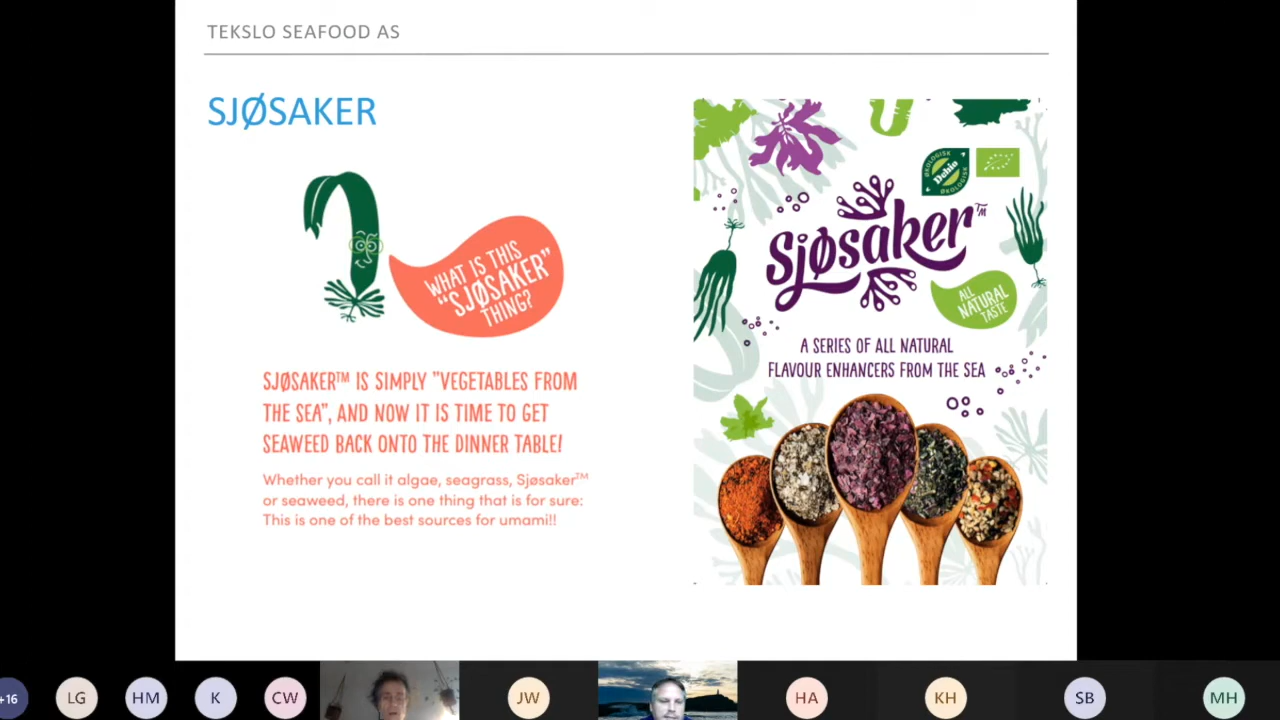 TEKSLO SEAFOOD AS
SJØSAKER
WHAT IS THIS
"SJØSAKER"
THING?
SJØSAKER™ IS SIMPLY "VEGETABLES FROM
THE SEA", AND NOW IT IS TIME TO GET
SEAWEED BACK ONTO THE DINNER TABLE!
Whether you call it algae, seagrass, Sjøsaker™
or seaweed, there is one thing that is for sure:
This is one of the best sources for umami!!
ØKOLOGISK
Debio
ØKOLOGISK
sjøsaker™
ALL
NATURAL
TASTE
A SERIES OF ALL NATURAL
FLAVOUR ENHANCERS FROM THE SEA
+16
LG
HM
K
CW
JW
HA
KH
SB
MH